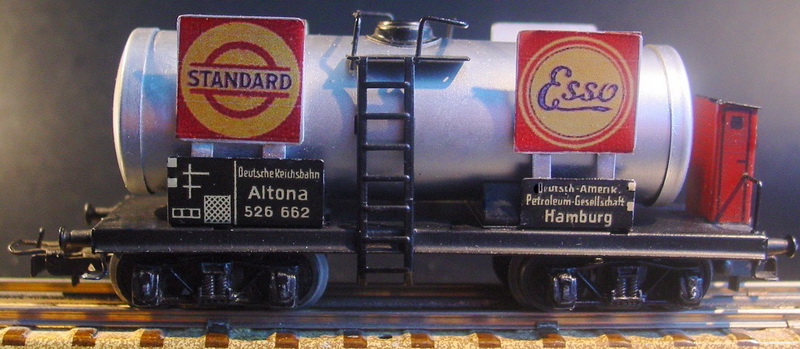 STANDARD
Esso
Deutsche Reichsbahn
Altona
526 662
Deutsch-Amerik.
Petroleum-Gesellschaft
Hamburg